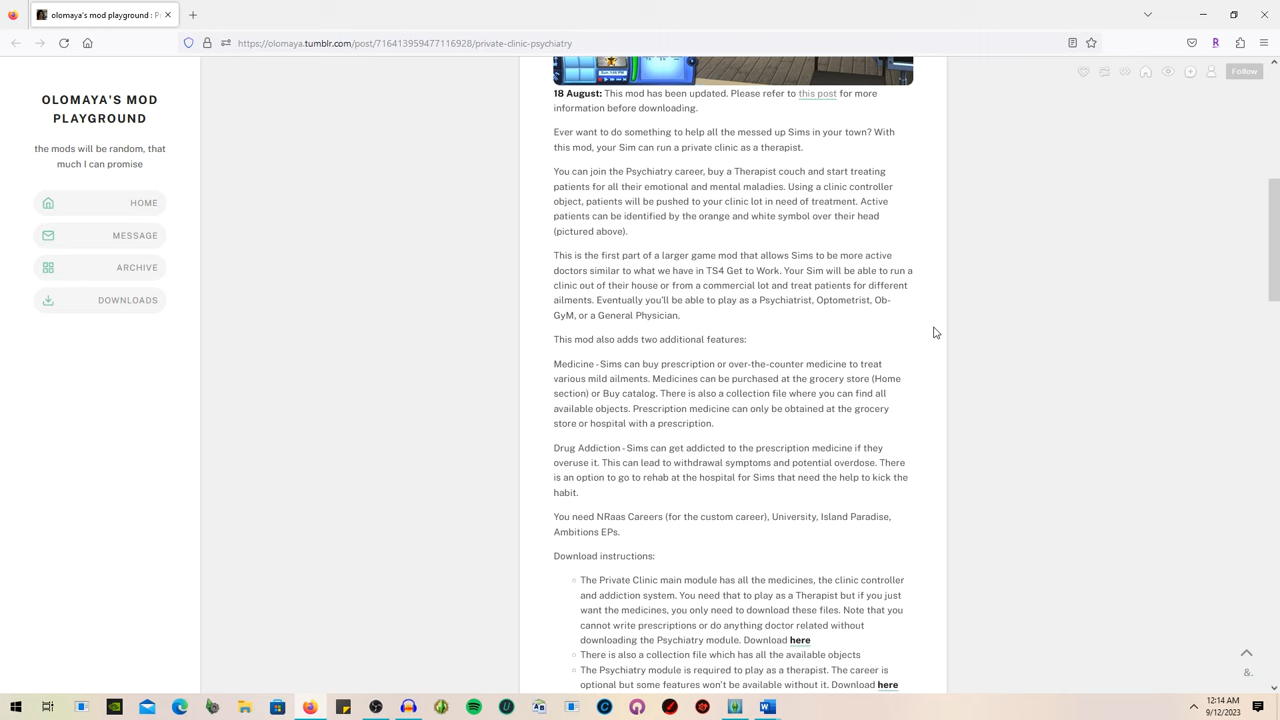 olomaya's mod playground : P
https://olomaya.tumblr.com/post/716413959477116928/private-clinic-psychiatry
Follow
OLOMAYA'S MOD
PLAYGROUND
the mods will be random, that
much I can promise
HOME
MESSAGE
ARCHIVE
DOWNLOADS
18 August: This mod has been updated. Please refer to this post for more
information before downloading.
Ever want to do something to help all the messed up Sims in your town? With
this mod, your Sim can run a private clinic as a therapist.
You can join the Psychiatry career, buy a Therapist couch and start treating
patients for all their emotional and mental maladies. Using a clinic controller
object, patients will be pushed to your clinic lot in need of treatment. Active
patients can be identified by the orange and white symbol over their head
(pictured above).
This is the first part of a larger game mod that allows Sims to be more active
doctors similar to what we have in TS4 Get to Work. Your Sim will be able to run a
clinic out of their house or from a commercial lot and treat patients for different
ailments. Eventually you'll be able to play as a Psychiatrist, Optometrist, Ob-
GyM, or a General Physician.
This mod also adds two additional features:
Medicine - Sims can buy prescription or over-the-counter medicine to treat
various mild ailments. Medicines can be purchased at the grocery store (Home
section) or Buy catalog. There is also a collection file where you can find all
available objects. Prescription medicine can only be obtained at the grocery
store or hospital with a prescription.
Drug Addiction - Sims can get addicted to the prescription medicine if they
overuse it. This can lead to withdrawal symptoms and potential overdose. There
is an option to go to rehab at the hospital for Sims that need the help to kick the
habit.
You need NRaas Careers (for the custom career), University, Island Paradise,
Ambitions EPs.
Download instructions:
The Private Clinic main module has all the medicines, the clinic controller
and addiction system. You need that to play as a Therapist but if you just
want the medicines, you only need to download these files. Note that you
cannot write prescriptions or do anything doctor related without
downloading the Psychiatry module. Download here
There is also a collection file which has all the available objects
The Psychiatry module is required to play as a therapist. The career is
optional but some features won't be available without it. Download here
&.
12:14 AM
9/12/2023